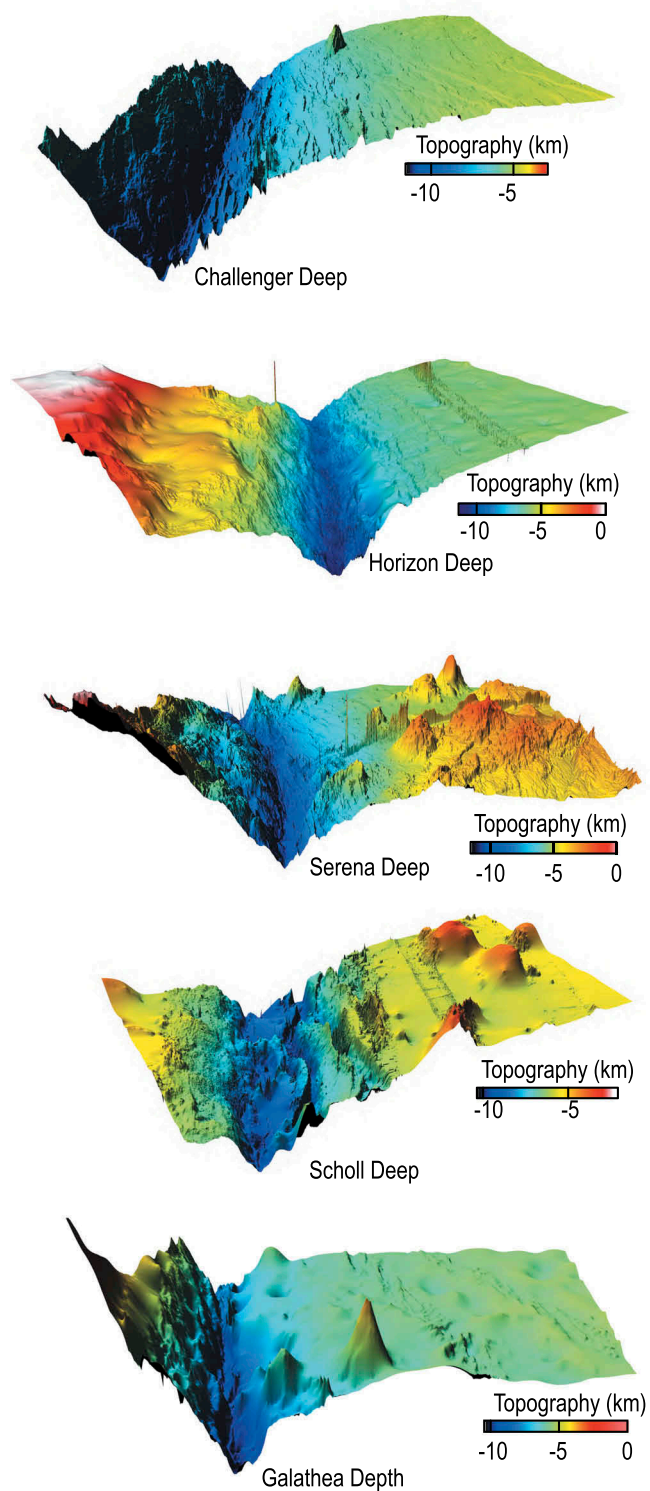 Topography (km)
-10 -5
Challenger Deep
Topography (km)
-10 -5 0
Horizon Deep
Topography (km)
-10 -5 0
Serena Deep
Topography (km)
-10 -5
Scholl Deep
Topography (km)
-10 -5 0
Galathea Depth